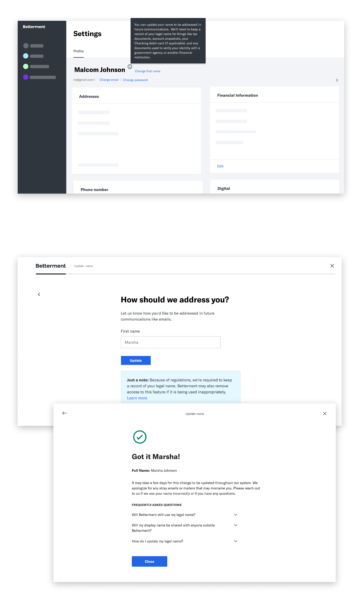 Betterment
Settings
You can update your name to be addressed in
future communications. We'll need to keep a
record of your legal name for things like tax
documents, account snapshots, your
Checking debit card (if applicable), and any
documents used to verify your identity with a
government agency or similar financial
institution.
Profile
Malcom Johnson
Change first name
Change email
Change password
Addresses
Financial Information
Edit
Phone number
Digital
Betterment
Update name
How should we address you?
Let us know how you'd like to be addressed in future
communications like emails.
First name
Marsha
Update
Just a note: Because of regulations, we're required to keep
a record of your legal name. Betterment may also remove
access to this feature if it is being used inappropriately.
Learn more
Update name
Got it Marsha!
Full Name: Marsha Johnson
It may take a few days for this change to be updated throughout our system. We
apologize for any stray emails or mailers that may misname you. Please reach out
to us if we use your name incorrectly or if you have any questions.
FREQUENTLY ASKED QUESTIONS
Will Betterment still use my legal name?
Will my display name be shared with anyone outside
Betterment?
How do I update my legal name?
Close